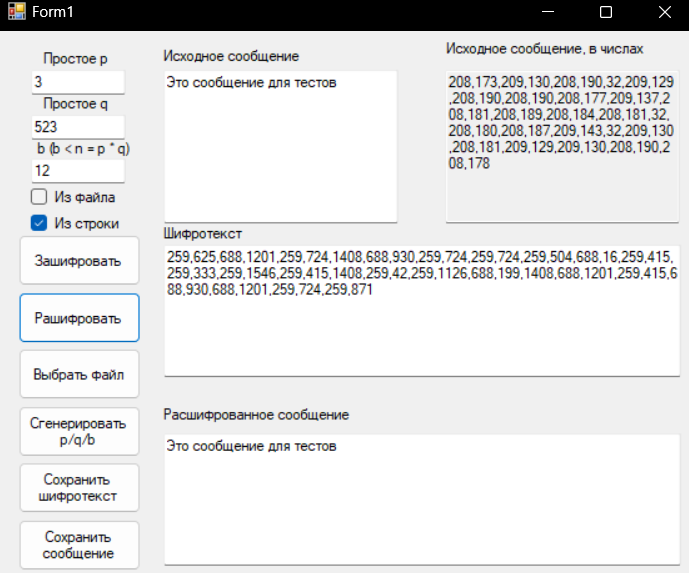 Form1
Простое p
3
Простое q
523
b (b < n = p * q)
12
Из файла
Из строки
Зашифровать
Рашифровать
Выбрать файл
Сгенерировать
p/q/b
Сохранить
шифротекст
Сохранить
сообщение
Исходное сообщение
Это сообщение для тестов
Исходное сообщение, в числах
208,173,209,130,208,190,32,209,129
,208,190,208,190,208,177,209,137,2
08,181,208,189,208,184,208,181,32,
208,180,208,187,209,143,32,209,130
,208,181,209,129,209,130,208,190,2
08,178
Шифротекст
259,625,688,1201,259,724,1408,688,930,259,724,259,724,259,504,688,16,259,415,
259,333,259,1546,259,415,1408,259,42,259,1126,688,199,1408,688,1201,259,415,6
88,930,688,1201,259,724,259,871
Расшифрованное сообщение
Это сообщение для тестов